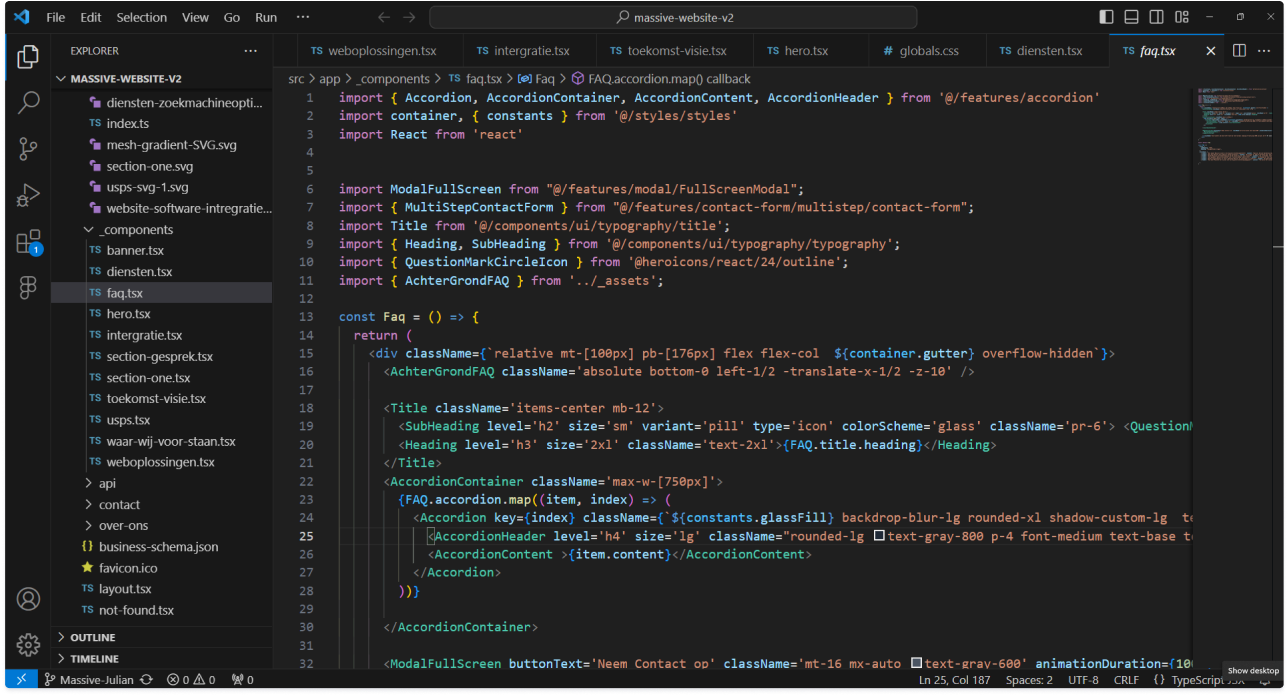 File Edit Selection View Go Run ··· massive-website-v2
EXPLORER ···
MASSIVE-WEBSITE-V2
diensten-zoekmachineopti...
TS index.ts
mesh-gradient-SVG.svg
section-one.svg
usps-svg-1.svg
website-software-intregratie...
_components
TS banner.tsx
TS diensten.tsx
TS faq.tsx
TS hero.tsx
TS intergratie.tsx
TS section-gesprek.tsx
TS section-one.tsx
TS toekomst-visie.tsx
TS usps.tsx
TS waar-wij-voor-staan.tsx
TS weboplossingen.tsx
api
contact
over-ons
{} business-schema.json
favicon.ico
TS layout.tsx
TS not-found.tsx
OUTLINE
TIMELINE
1
TS weboplossingen.tsx TS intergratie.tsx TS toekomst-visie.tsx TS hero.tsx # globals.css TS diensten.tsx TS faq.tsx
src > app > _components > TS faq.tsx > Faq > FAQ.accordion.map() callback
1 import { Accordion, AccordionContainer, AccordionContent, AccordionHeader } from '@/features/accordion'
2 import container, { constants } from '@/styles/styles'
3 import React from 'react'
4
5
6 import ModalFullScreen from "@/features/modal/FullScreenModal";
7 import { MultiStepContactForm } from "@/features/contact-form/multistep/contact-form";
8 import Title from '@/components/ui/typography/title';
9 import { Heading, SubHeading } from '@/components/ui/typography/typography';
10 import { QuestionMarkCircleIcon } from '@heroicons/react/24/outline';
11 import { AchterGrondFAQ } from '../_assets';
12
13 const Faq = () => {
14 return (
15 <div className={`relative mt-[100px] pb-[176px] flex flex-col  ${container.gutter} overflow-hidden`}>
16 <AchterGrondFAQ className='absolute bottom-0 left-1/2 -translate-x-1/2 -z-10' />
17
18 <Title className='items-center mb-12'>
19 <SubHeading level='h2' size='sm' variant='pill' type='icon' colorScheme='glass' className='pr-6'> <Question
20 <Heading level='h3' size='2xl' className='text-2xl'>{FAQ.title.heading}</Heading>
21 </Title>
22 <AccordionContainer className='max-w-[750px]'>
23 {FAQ.accordion.map((item, index) => (
24 <Accordion key={index} className={`${constants.glassFill} backdrop-blur-lg rounded-xl shadow-custom-lg  te
25 <AccordionHeader level='h4' size='lg' className="rounded-lg text-gray-800 p-4 font-medium text-base te
26 <AccordionContent >{item.content}</AccordionContent>
27 </Accordion>
28 ))}
29
30 </AccordionContainer>
31
32 <ModalFullScreen buttonText='Neem Contact op' className='mt-16 mx-auto text-gray-600' animationDuration={100
Show desktop
Massive-Julian 0 0 0 Ln 25, Col 187 Spaces: 2 UTF-8 CRLF {} TypeScript JSX